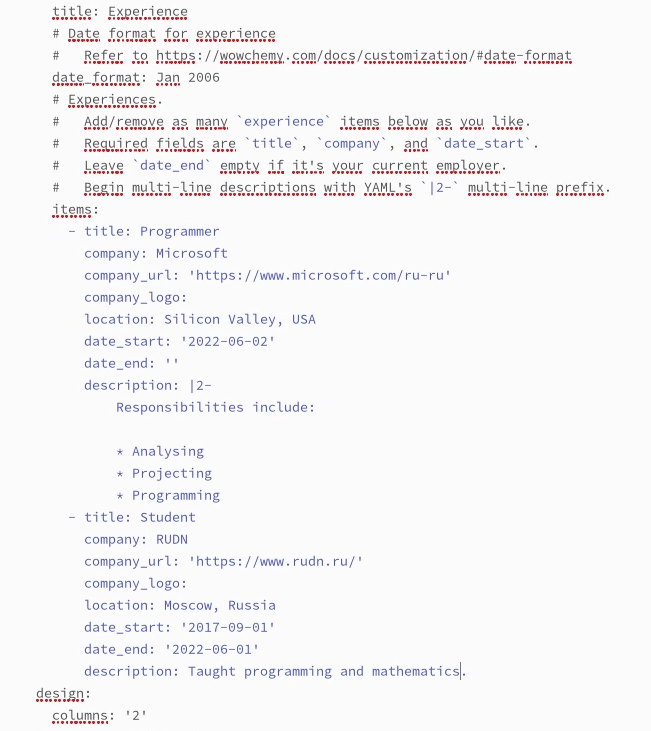 title: Experience
# Date format for experience
#   Refer to https://wowchemy.com/docs/customization/#date-format
date_format: Jan 2006
# Experiences.
#   Add/remove as many `experience` items below as you like.
#   Required fields are `title`, `company`, and `date_start`.
#   Leave `date_end` empty if it's your current employer.
#   Begin multi-line descriptions with YAML's `|2-` multi-line prefix.
items:
- title: Programmer
company: Microsoft
company_url: 'https://www.microsoft.com/ru-ru'
company_logo:
location: Silicon Valley, USA
date_start: '2022-06-02'
date_end: ''
description: |2-
Responsibilities include:
* Analysing
* Projecting
* Programming
- title: Student
company: RUDN
company_url: 'https://www.rudn.ru/'
company_logo:
location: Moscow, Russia
date_start: '2017-09-01'
date_end: '2022-06-01'
description: Taught programming and mathematics.
design:
columns: '2'